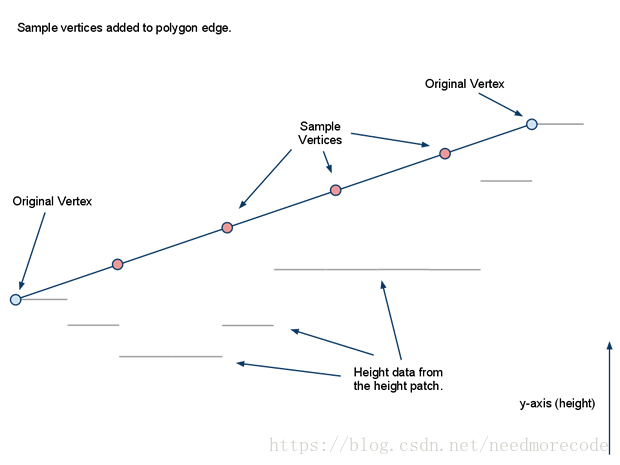 Sample vertices added to polygon edge.
Original Vertex
Sample
Vertices
Original Vertex
Height data from
the height patch.
y-axis (height)
https://blog.csdn.net/needmorecode